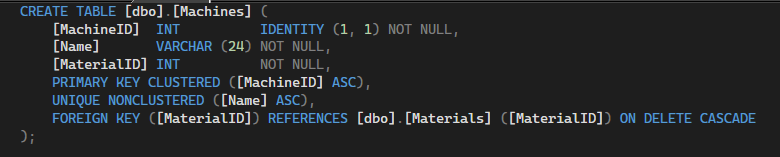 CREATE TABLE [dbo].[Machines] (
    [MachineID]  INT          IDENTITY (1, 1) NOT NULL,
    [Name]       VARCHAR (24) NOT NULL,
    [MaterialID] INT          NOT NULL,
    PRIMARY KEY CLUSTERED ([MachineID] ASC),
    UNIQUE NONCLUSTERED ([Name] ASC),
    FOREIGN KEY ([MaterialID]) REFERENCES [dbo].[Materials] ([MaterialID]) ON DELETE CASCADE
);